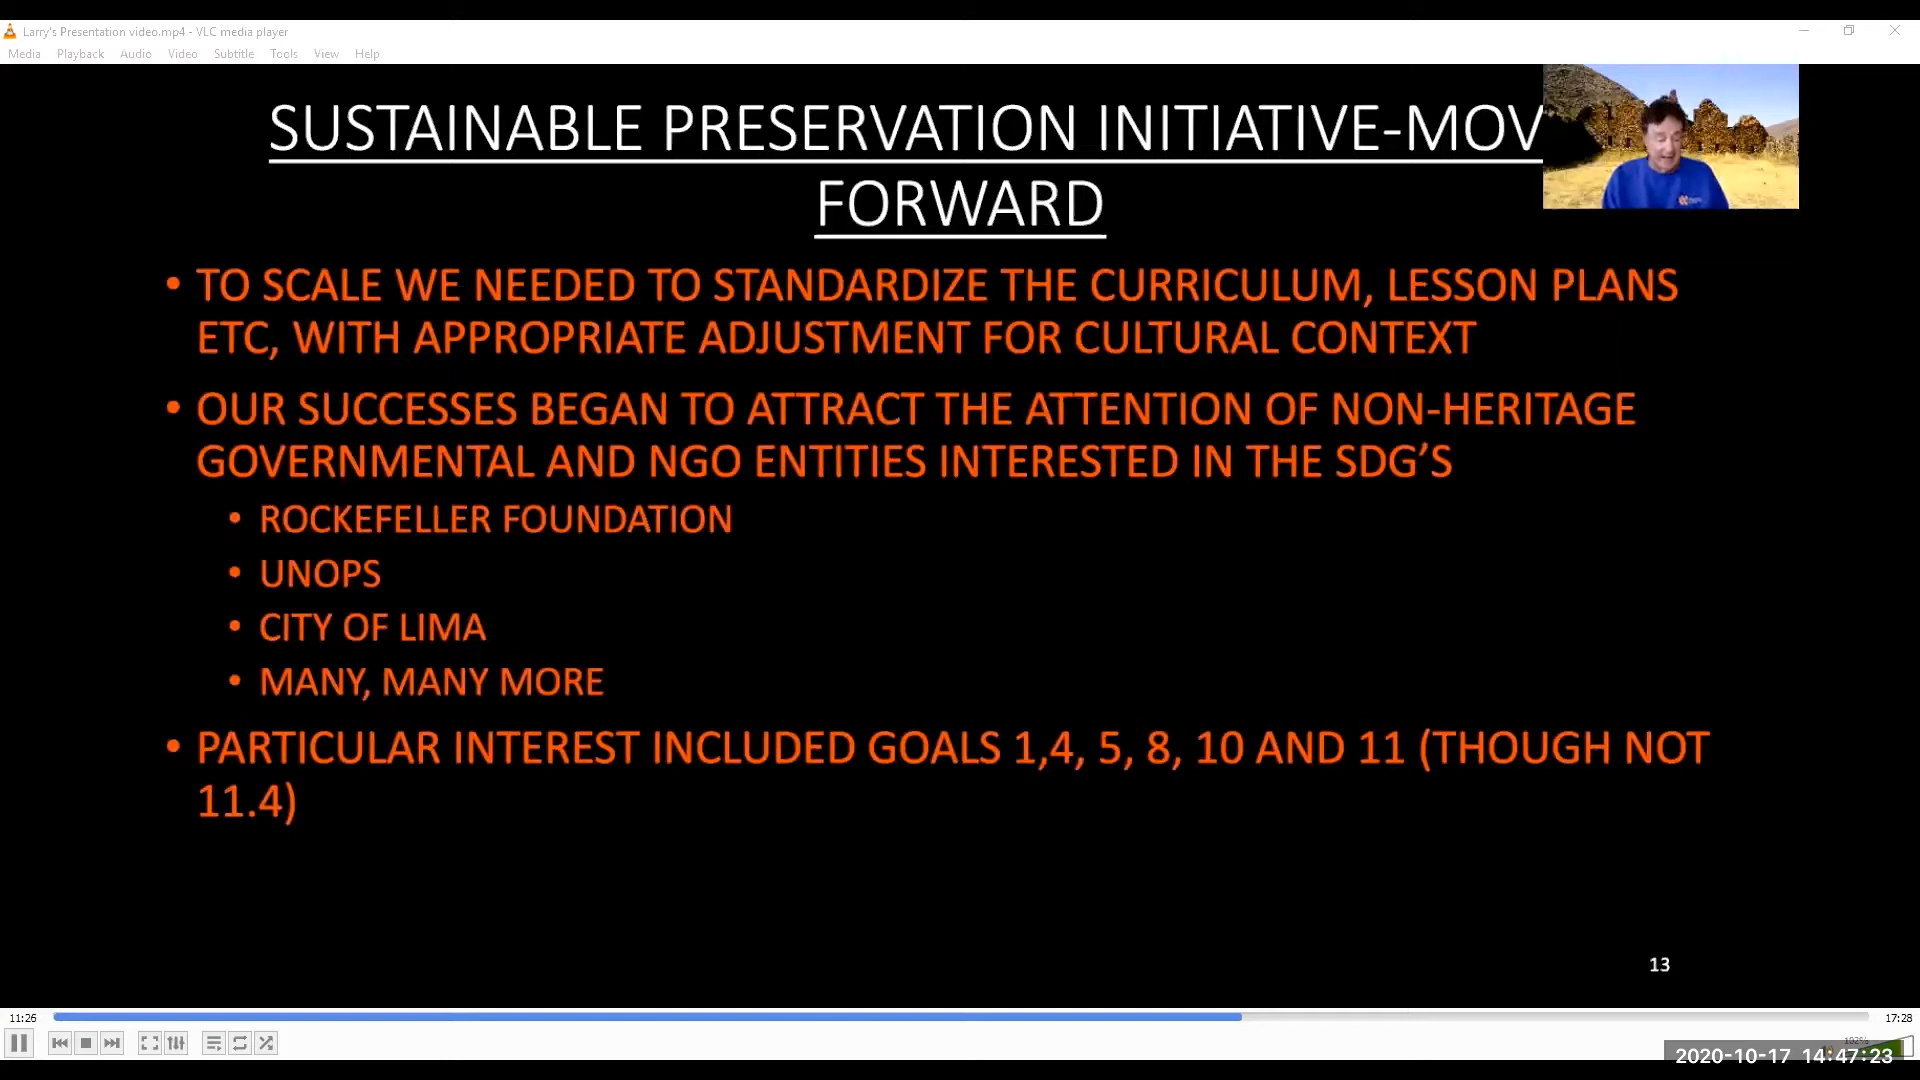 Larry's Presentation video.mp4 - VLC media player
Media Playback Audio Video Subtitle Tools View Help
SUSTAINABLE PRESERVATION INITIATIVE-MOV
FORWARD
• TO SCALE WE NEEDED TO STANDARDIZE THE CURRICULUM, LESSON PLANS
ETC, WITH APPROPRIATE ADJUSTMENT FOR CULTURAL CONTEXT
• OUR SUCCESSES BEGAN TO ATTRACT THE ATTENTION OF NON-HERITAGE
GOVERNMENTAL AND NGO ENTITIES INTERESTED IN THE SDG’S
• ROCKEFELLER FOUNDATION
• UNOPS
• CITY OF LIMA
• MANY, MANY MORE
• PARTICULAR INTEREST INCLUDED GOALS 1,4, 5, 8, 10 AND 11 (THOUGH NOT
11.4)
13
11:26 17:28
2020-10-17 14:47:23